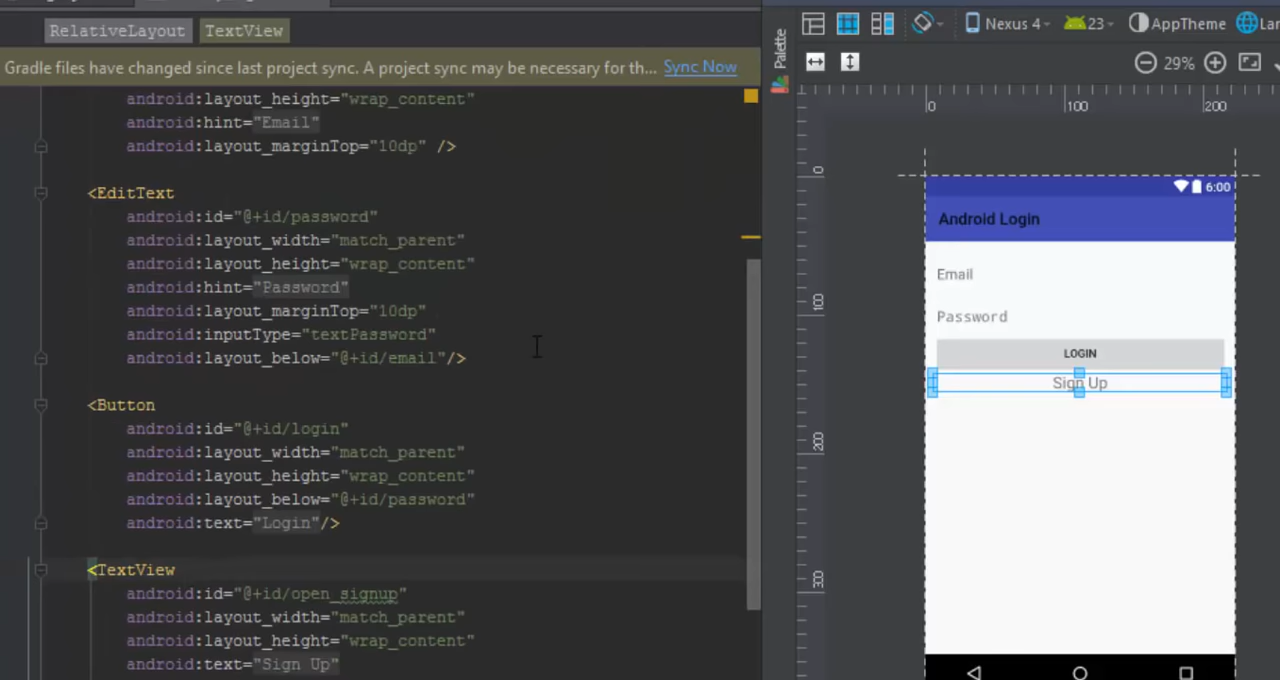 RelativeLayout TextView
Gradle files have changed since last project sync. A project sync may be necessary for th... Sync Now
android:layout_height="wrap_content"
android:hint="Email"
android:layout_marginTop="10dp" />
<EditText
android:id="@+id/password"
android:layout_width="match_parent"
android:layout_height="wrap_content"
android:hint="Password"
android:layout_marginTop="10dp"
android:inputType="textPassword"
android:layout_below="@+id/email"/>
<Button
android:id="@+id/login"
android:layout_width="match_parent"
android:layout_height="wrap_content"
android:layout_below="@+id/password"
android:text="Login"/>
<TextView
android:id="@+id/open_signup"
android:layout_width="match_parent"
android:layout_height="wrap_content"
android:text="Sign Up"
Palette
Nexus 4 23 AppTheme Lan
29%
0 100 200
0
100
200
300
6:00
Android Login
Email
Password
LOGIN
Sign Up